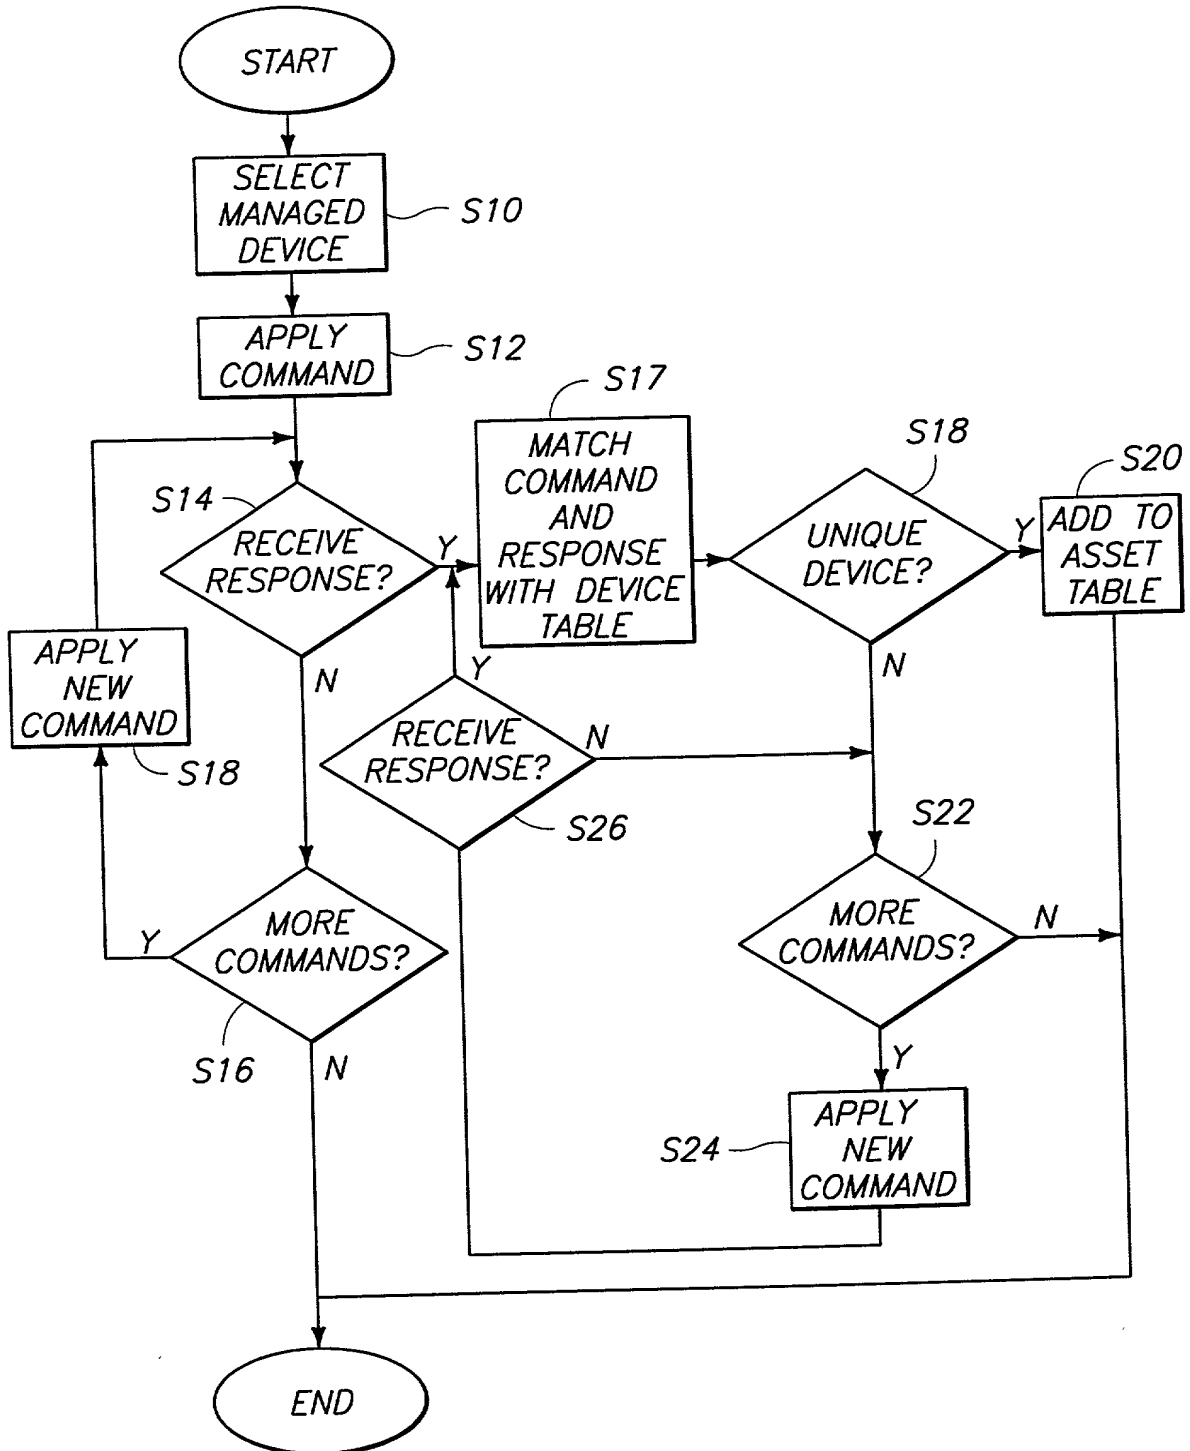 START
SELECT
MANAGED
DEVICE
S10
APPLY
COMMAND
S12
S17
MATCH
COMMAND
AND
RESPONSE
WITH DEVICE
TABLE
S18
UNIQUE
DEVICE?
Y
N
S20
ADD TO
ASSET
TABLE
S14
RECEIVE
RESPONSE?
Y
N
APPLY
NEW
COMMAND
S18
Y
RECEIVE
RESPONSE?
N
S26
S22
MORE
COMMANDS?
N
Y
MORE
COMMANDS?
Y
S16
N
S24
APPLY
NEW
COMMAND
END